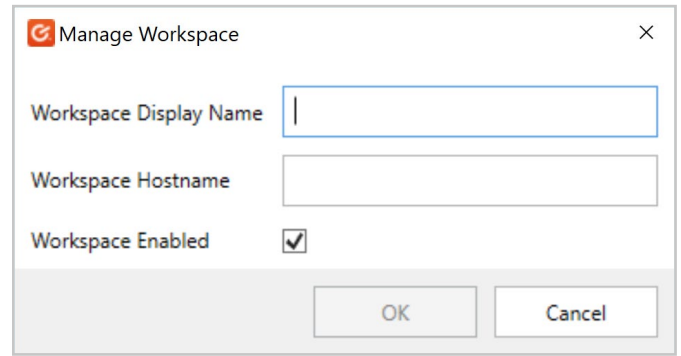 Manage Workspace
Workspace Display Name
Workspace Hostname
Workspace Enabled
OK Cancel